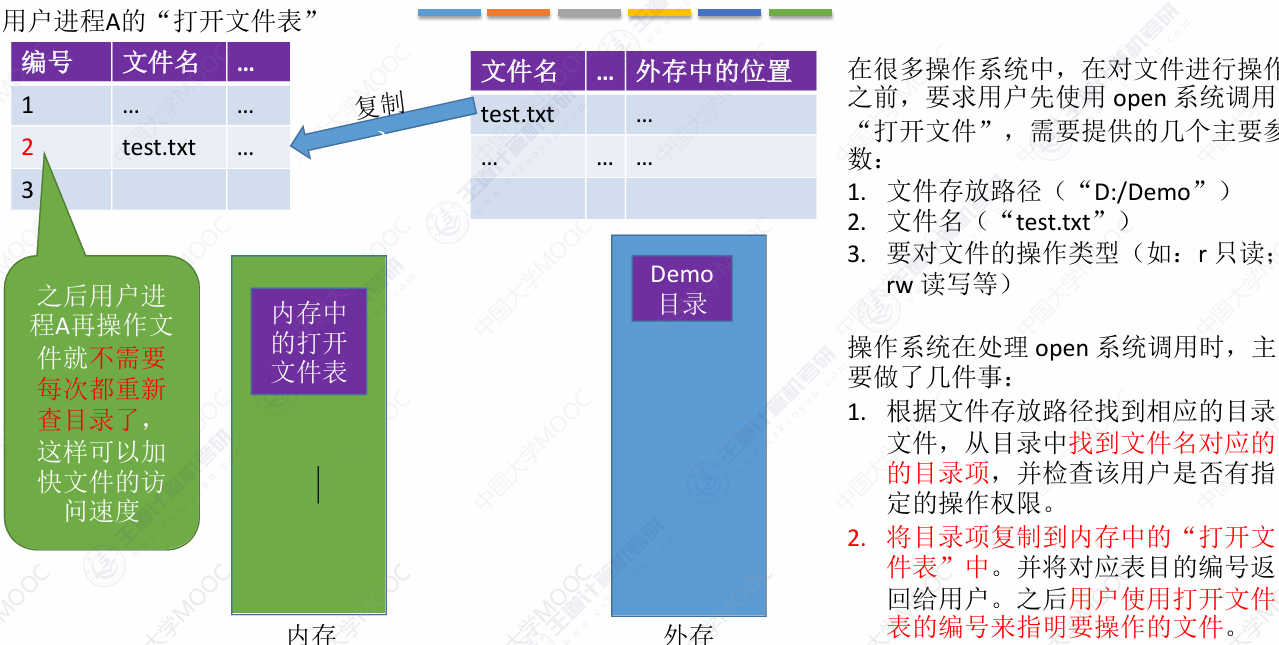 用户进程A的“打开文件表”
编号 文件名 ...
1 ... ...
2 test.txt ...
3
复制
文件名 ... 外存中的位置
test.txt ...
... ... ...
之后用户进
程A再操作文
件就不需要
每次都重新
查目录了，
这样可以加
快文件的访
问速度
内存中
的打开
文件表
内存
Demo
目录
外存
在很多操作系统中，在对文件进行操作
之前，要求用户先使用 open 系统调用
“打开文件”，需要提供的几个主要参
数：
1. 文件存放路径（“D:/Demo”）
2. 文件名（“test.txt”）
3. 要对文件的操作类型（如：r 只读；
rw 读写等）
操作系统在处理 open 系统调用时，主
要做了几件事：
1. 根据文件存放路径找到相应的目录
文件，从目录中找到文件名对应的
的目录项，并检查该用户是否有指
定的操作权限。
2. 将目录项复制到内存中的“打开文
件表”中。并将对应表目的编号返
回给用户。之后用户使用打开文件
表的编号来指明要操作的文件。
中国大学MOOC
王道计算机考研